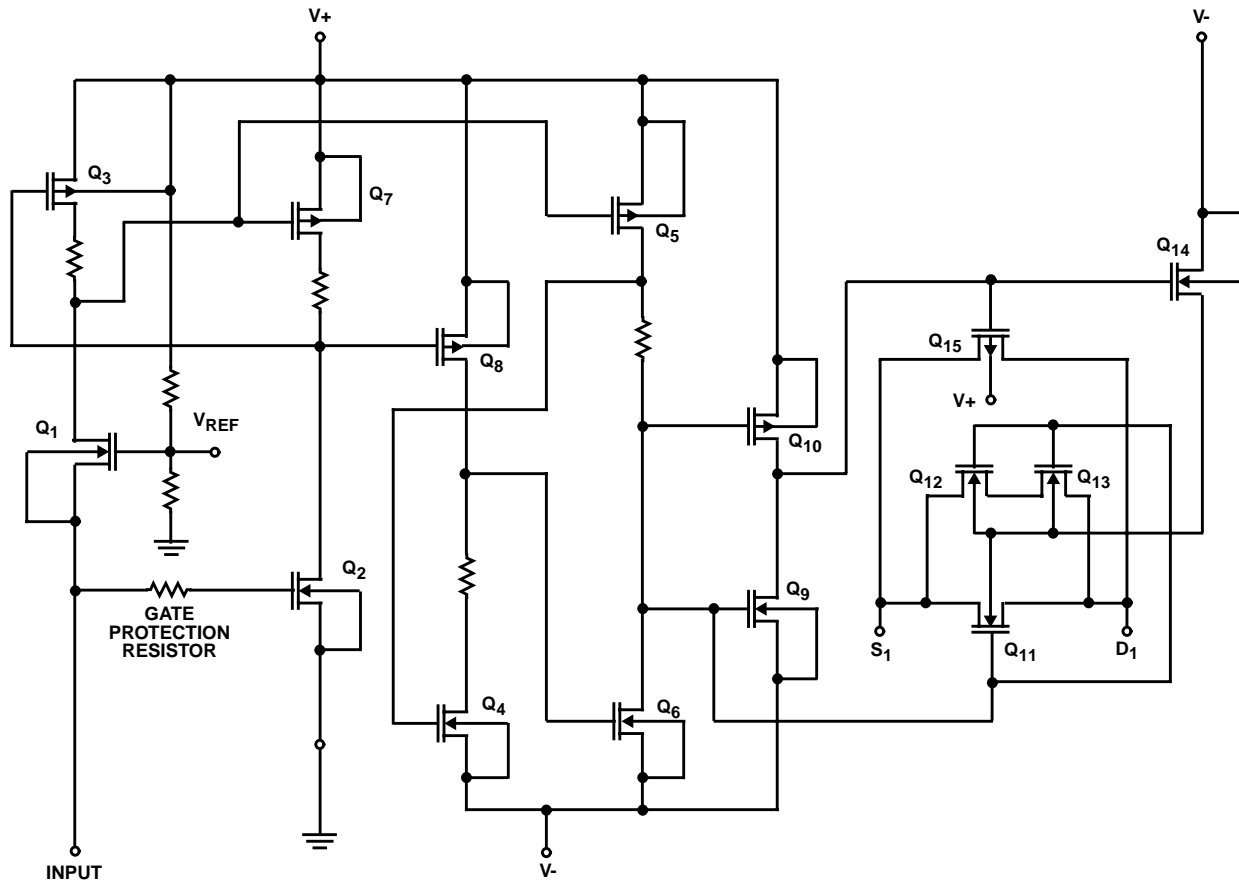 V+
V-
Q3
Q7
Q5
Q14
Q8
Q15
V+
VREF
Q1
Q10
Q12
Q13
Q2
Q9
GATE
PROTECTION
RESISTOR
S1
Q11
D1
Q4
Q6
INPUT
V-